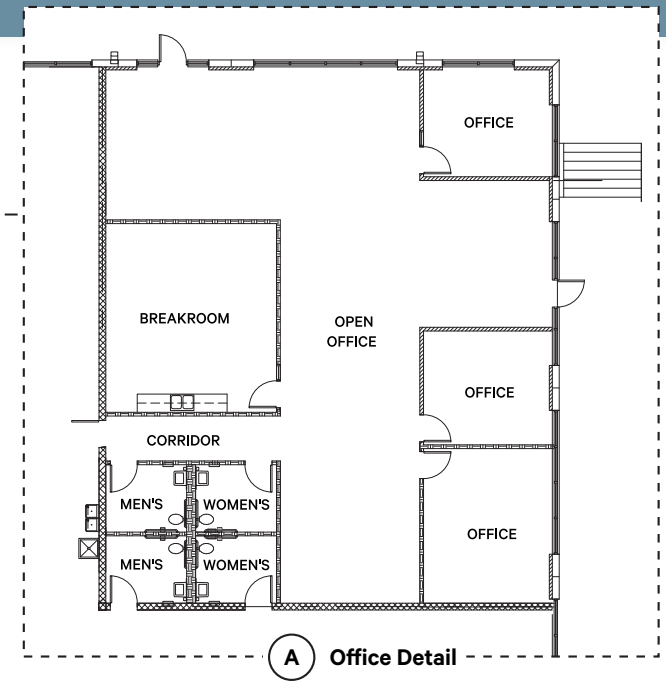 OFFICE
BREAKROOM
OPEN
OFFICE
OFFICE
CORRIDOR
MEN'S
WOMEN'S
OFFICE
MEN'S
WOMEN'S
A Office Detail